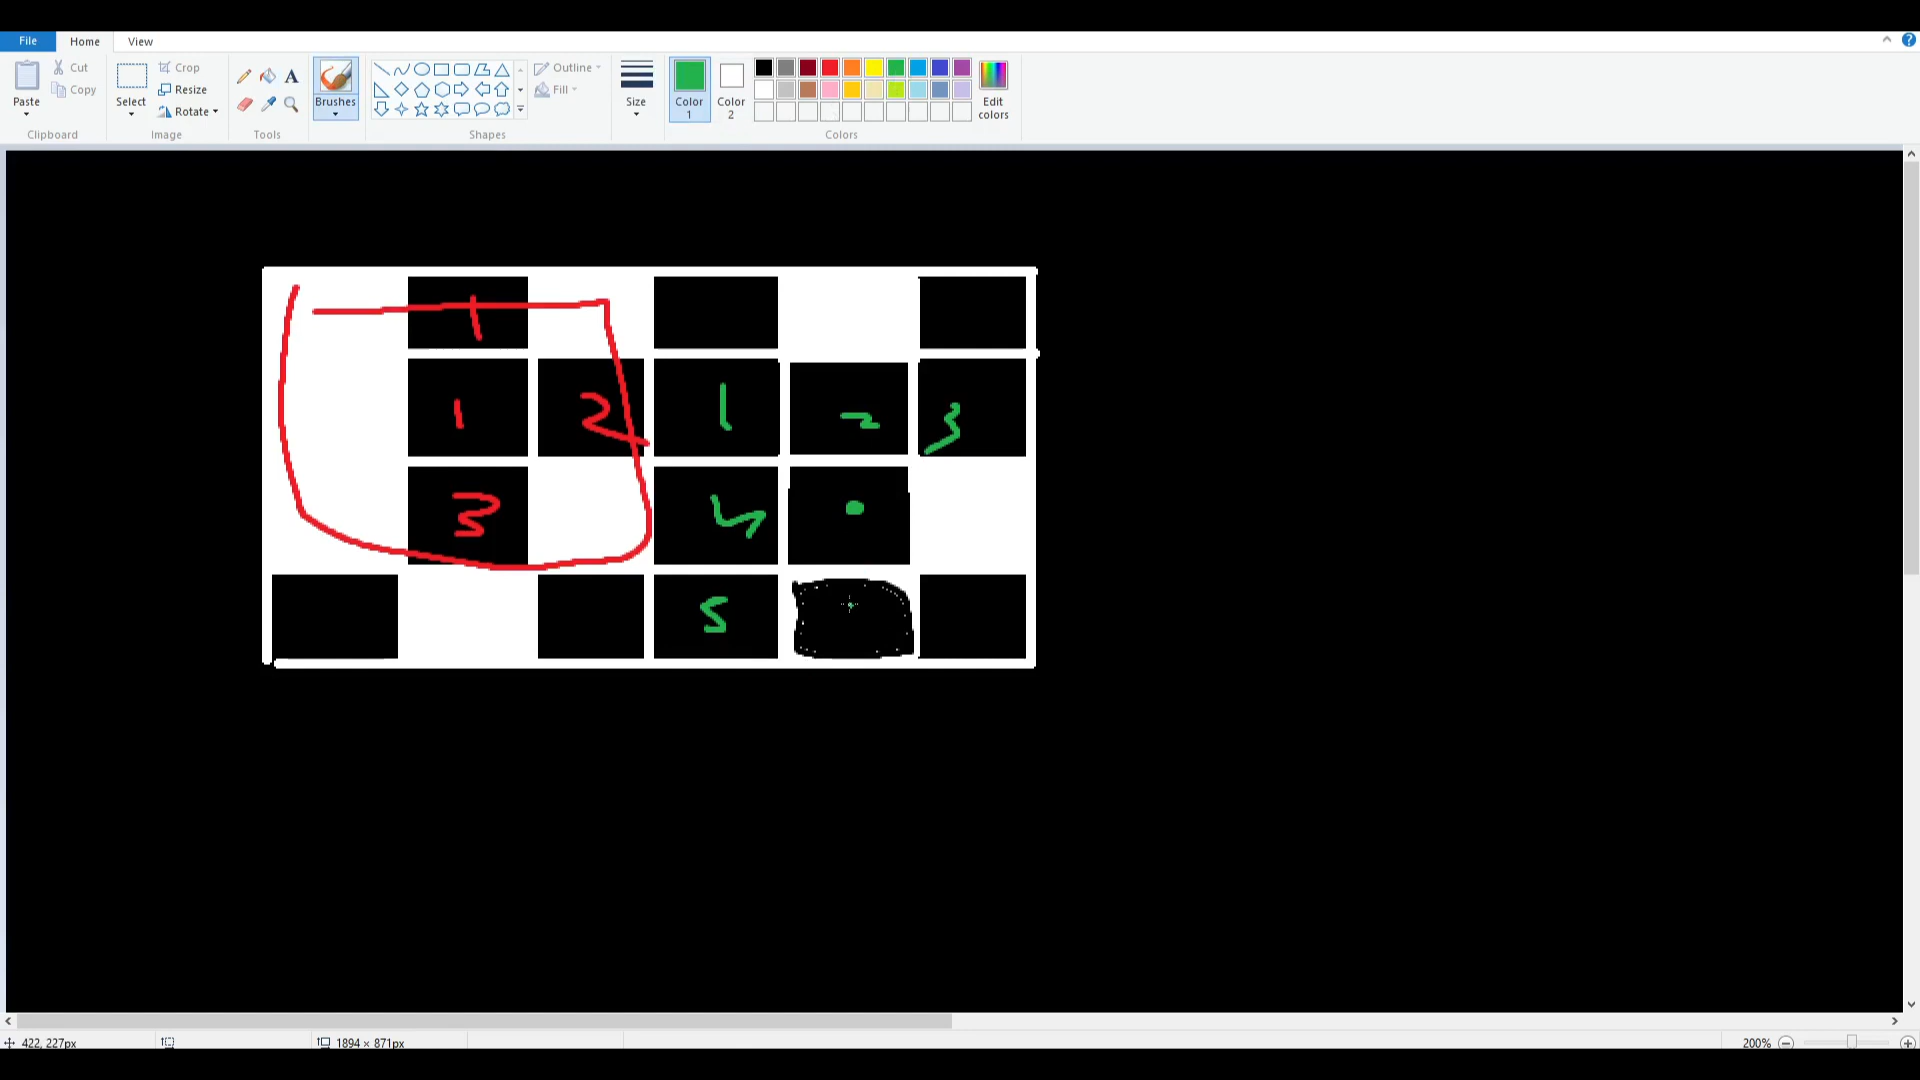 File Home View
Paste Cut Copy Select Crop Resize Rotate Brushes Outline Fill Size Color 1 Color 2 Edit colors
Clipboard Image Tools Shapes Colors
1
1 2 1 2 3
3 4
5
422, 227px 1894 × 871px 200%